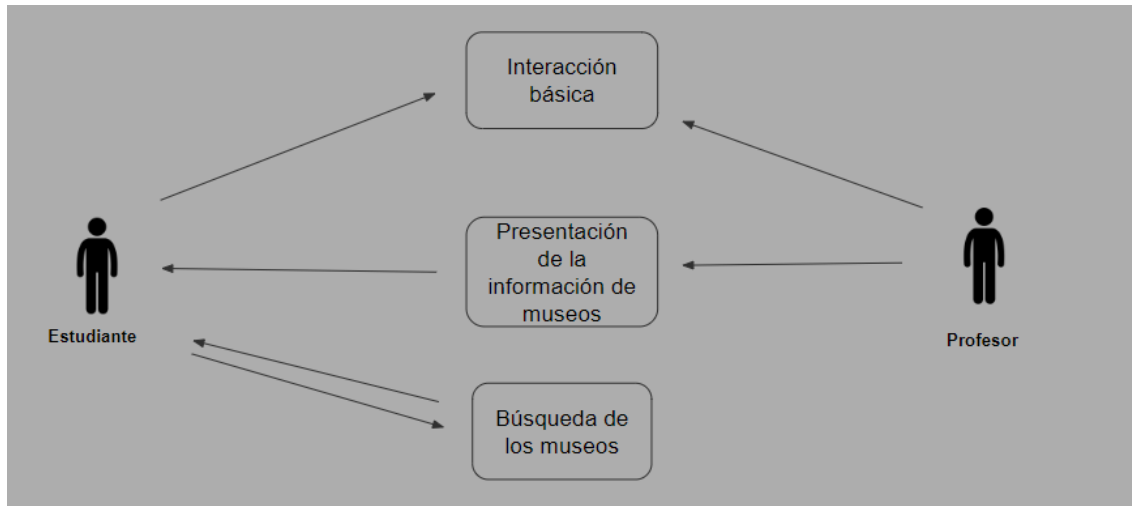 Interacción
básica
Presentación
de la
información de
museos
Estudiante
Profesor
Búsqueda de
los museos